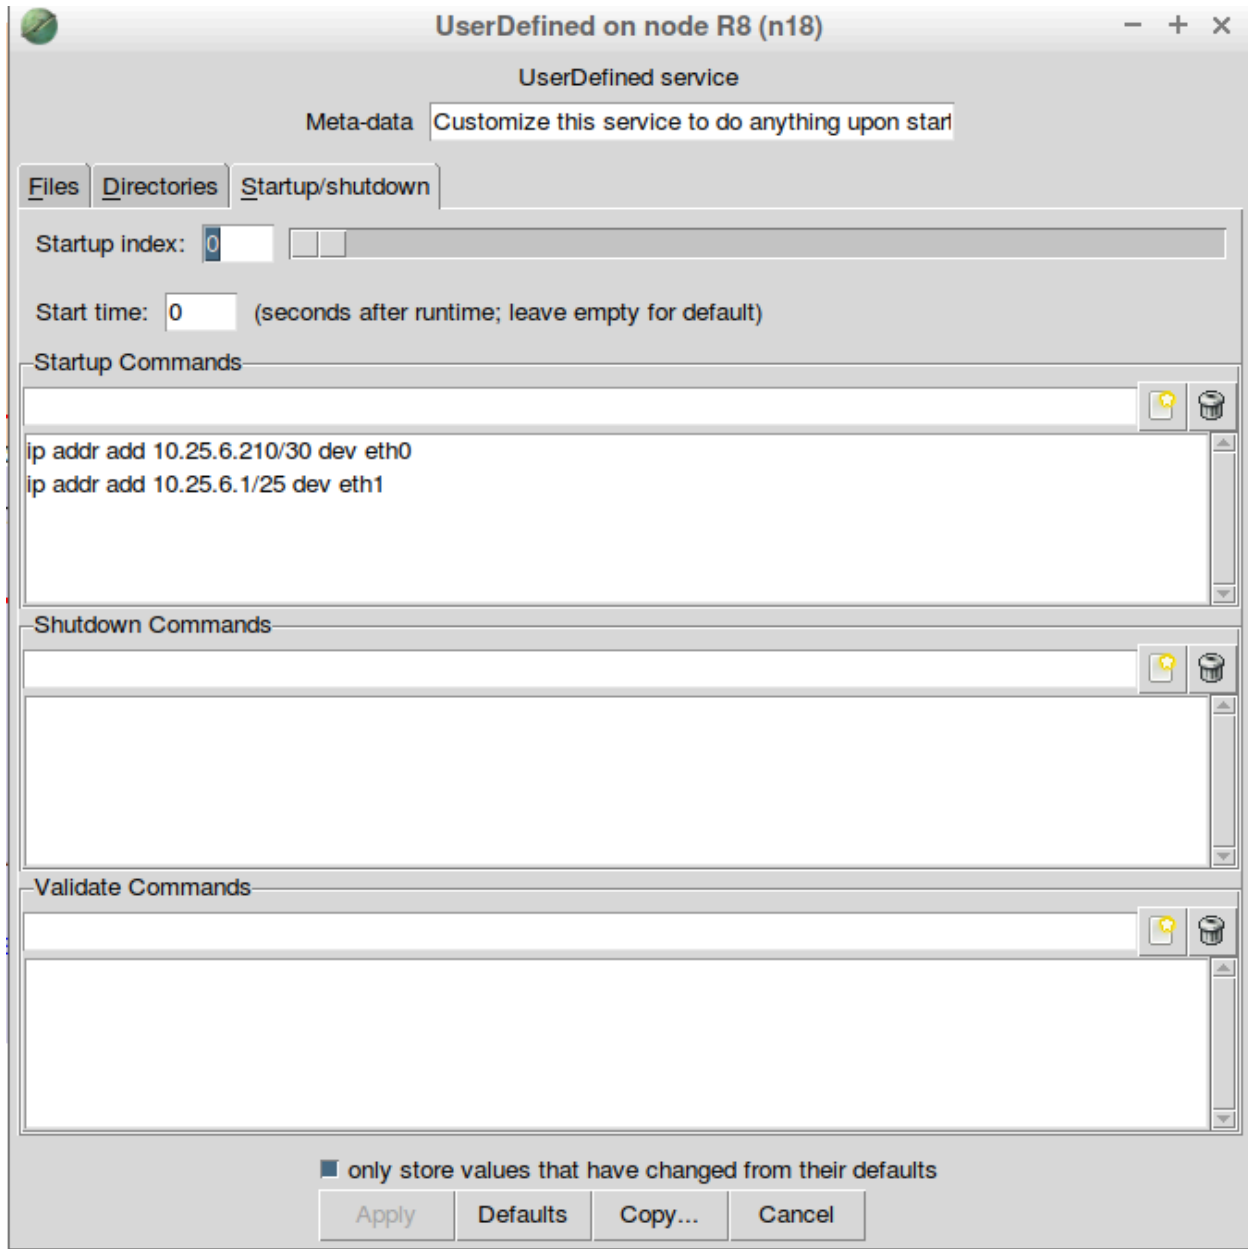 UserDefined on node R8 (n18)
UserDefined service
Meta-data Customize this service to do anything upon start
Files Directories Startup/shutdown
Startup index: 0
Start time: 0 (seconds after runtime; leave empty for default)
Startup Commands
ip addr add 10.25.6.210/30 dev eth0
ip addr add 10.25.6.1/25 dev eth1
Shutdown Commands
Validate Commands
only store values that have changed from their defaults
Apply Defaults Copy... Cancel